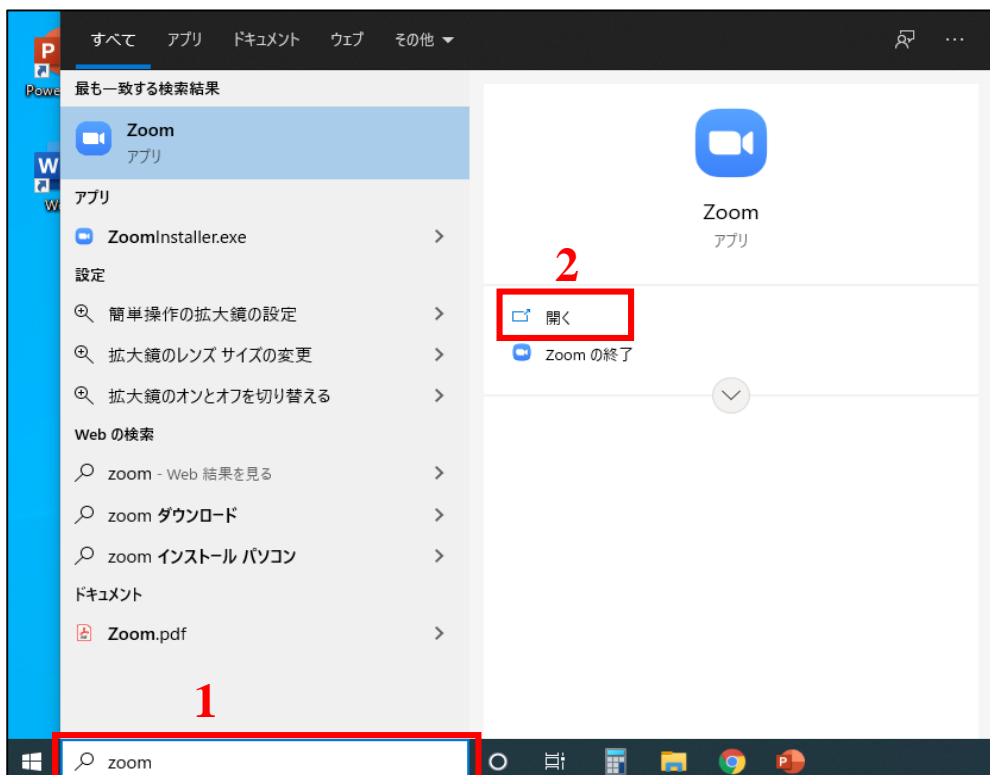 すべて アプリ ドキュメント ウェブ その他
Power
W
最も一致する検索結果
Zoom
アプリ
アプリ
ZoomInstaller.exe
設定
簡単操作の拡大鏡の設定
拡大鏡のレンズ サイズの変更
拡大鏡のオンとオフを切り替える
Web の検索
zoom - Web 結果を見る
zoom ダウンロード
zoom インストール パソコン
ドキュメント
Zoom.pdf
1
zoom
Zoom
アプリ
2
開く
Zoom の終了